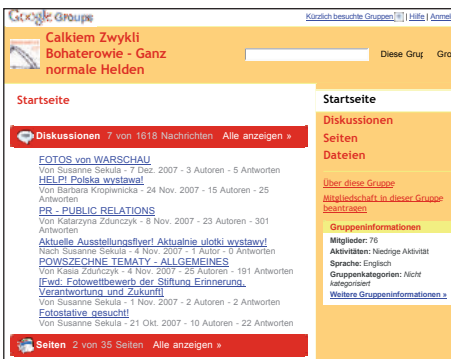 Google Groups
Kürzlich besuchte Gruppen | Hilfe | Anmel
Calkiem Zwykli
Bohaterowie - Ganz
normale Helden
Diese Grup Gro
Startseite
Diskussionen 7 von 1618 Nachrichten Alle anzeigen »
FOTOS von WARSCHAU
Von Susanne Sekula - 7 Dez. 2007 - 3 Autoren - 5 Antworten
HELP! Polska wystawa!
Von Barbara Kropiwnicka - 24 Nov. 2007 - 15 Autoren - 25
Antworten
PR - PUBLIC RELATIONS
Von Katarzyna Zdunczyk - 8 Nov. 2007 - 23 Autoren - 301
Antworten
Aktuelle Ausstellungsflyer! Aktualnie ulotki wystawy!
Nach Susanne Sekula - 4 Nov. 2007 - 1 Autor - 0 Antworten
POWSZECHNE TEMATY - ALLGEMEINES
Von Kasia Zduńczyk - 4 Nov. 2007 - 25 Autoren - 191 Antworten
[Fwd: Fotowettbewerb der Stiftung Erinnerung,
Verantwortung und Zukunft]
Von Susanne Sekula - 1 Nov. 2007 - 2 Autoren - 2 Antworten
Fotostative gesucht!
Von Susanne Sekula - 21 Okt. 2007 - 10 Autoren - 22 Antworten
Seiten 2 von 35 Seiten Alle anzeigen »
Startseite
Diskussionen
Seiten
Dateien
Über diese Gruppe
Mitgliedschaft in dieser Gruppe
beantragen
Gruppeninformationen
Mitglieder: 76
Aktivitäten: Niedrige Aktivität
Sprache: Englisch
Gruppenkategorien: Nicht
kategorisiert
Weitere Gruppeninformationen »